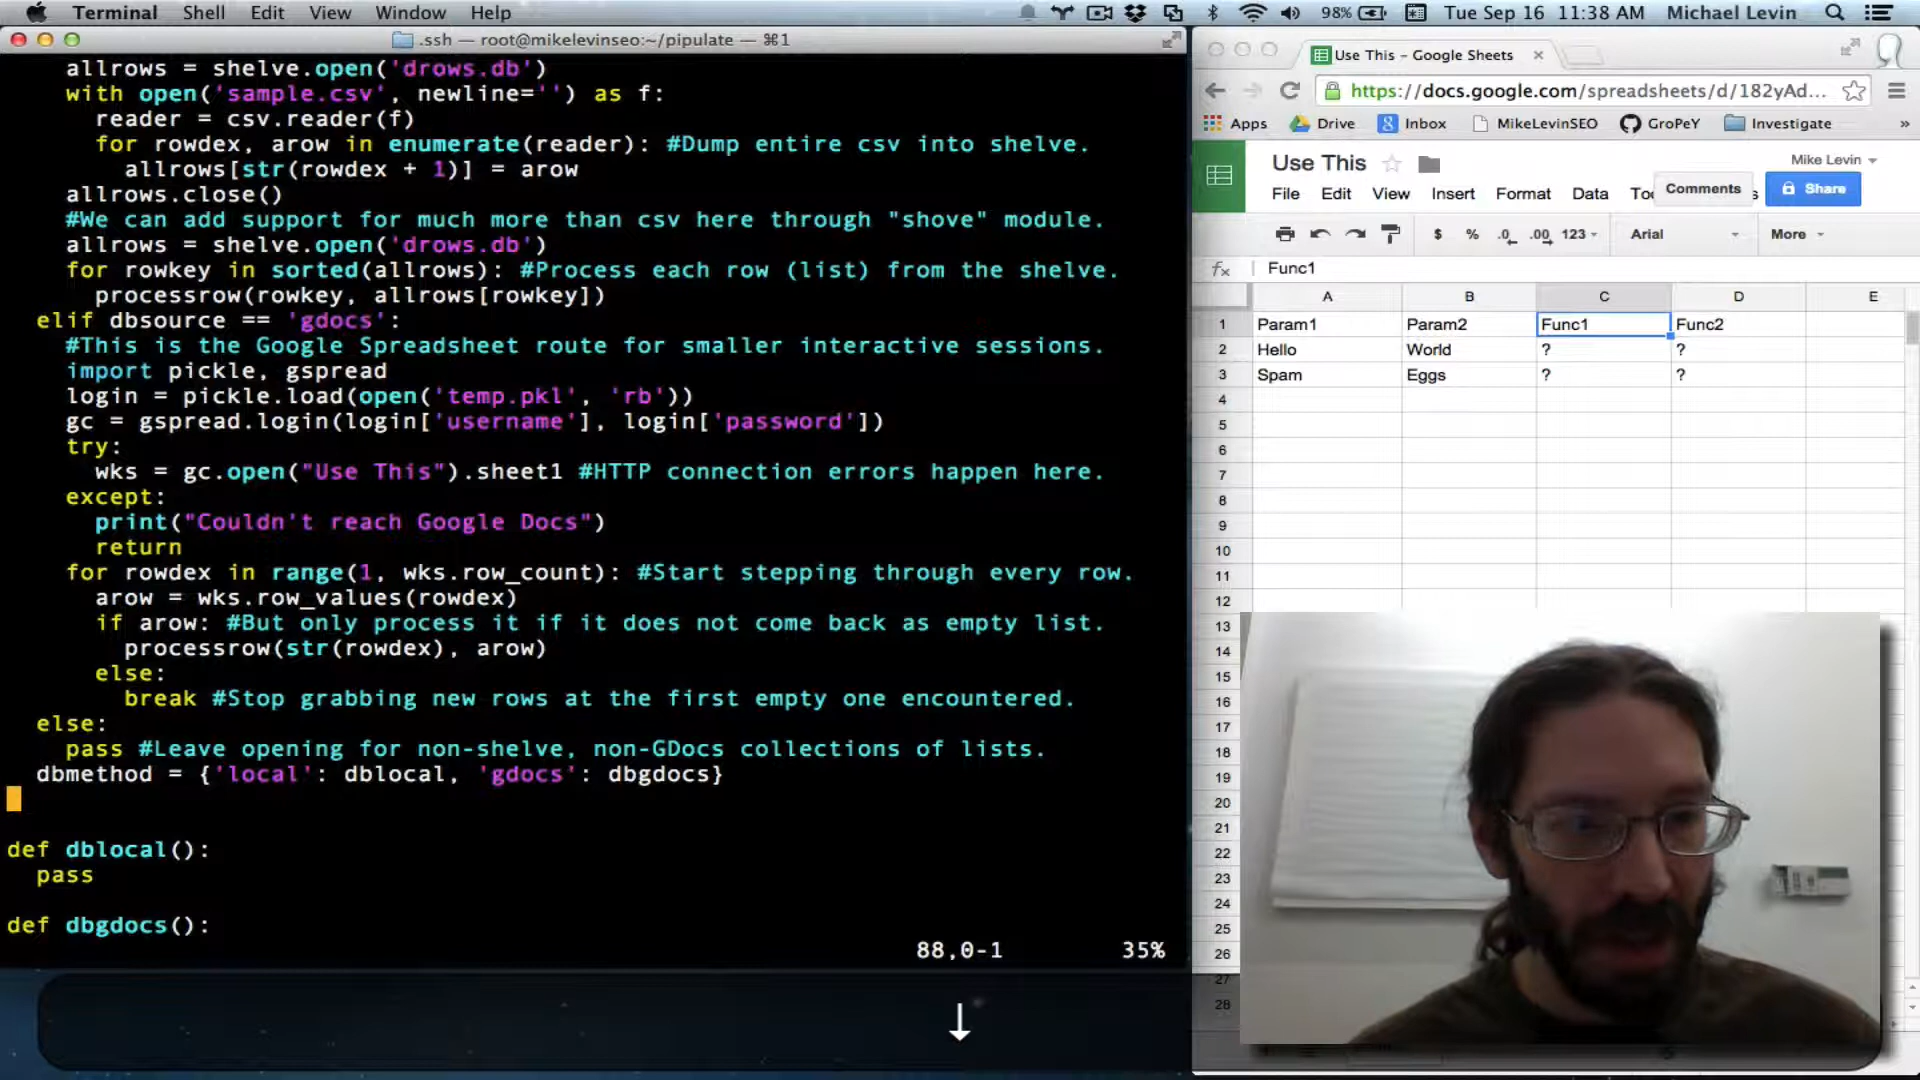 Terminal Shell Edit View Window Help
98% Tue Sep 16 11:38 AM Michael Levin
.ssh — root@mikelevinseo:~/pipulate — ⌘1
allrows = shelve.open('drows.db')
with open('sample.csv', newline='') as f:
reader = csv.reader(f)
for rowdex, arow in enumerate(reader): #Dump entire csv into shelve.
allrows[str(rowdex + 1)] = arow
allrows.close()
#We can add support for much more than csv here through "shove" module.
allrows = shelve.open('drows.db')
for rowkey in sorted(allrows): #Process each row (list) from the shelve.
processrow(rowkey, allrows[rowkey])
elif dbsource == 'gdocs':
#This is the Google Spreadsheet route for smaller interactive sessions.
import pickle, gspread
login = pickle.load(open('temp.pkl', 'rb'))
gc = gspread.login(login['username'], login['password'])
try:
wks = gc.open("Use This").sheet1 #HTTP connection errors happen here.
except:
print("Couldn't reach Google Docs")
return
for rowdex in range(1, wks.row_count): #Start stepping through every row.
arow = wks.row_values(rowdex)
if arow: #But only process it if it does not come back as empty list.
processrow(str(rowdex), arow)
else:
break #Stop grabbing new rows at the first empty one encountered.
else:
pass #Leave opening for non-shelve, non-GDocs collections of lists.
dbmethod = {'local': dblocal, 'gdocs': dbgdocs}
def dblocal():
pass
def dbgdocs():
88,0-1 35%
↓
Use This - Google Sheets ×
https://docs.google.com/spreadsheets/d/182yAd...
Apps Drive Inbox MikeLevinSEO GroPeY Investigate »
Use This
Mike Levin
File Edit View Insert Format Data Too
Comments Share
$ % .0 .00 123 Arial More
fx Func1
A B C D E
1 Param1 Param2 Func1 Func2
2 Hello World ? ?
3 Spam Eggs ? ?
4
5
6
7
8
9
10
11
12
13
14
15
16
17
18
19
20
21
22
23
24
25
26
27
28